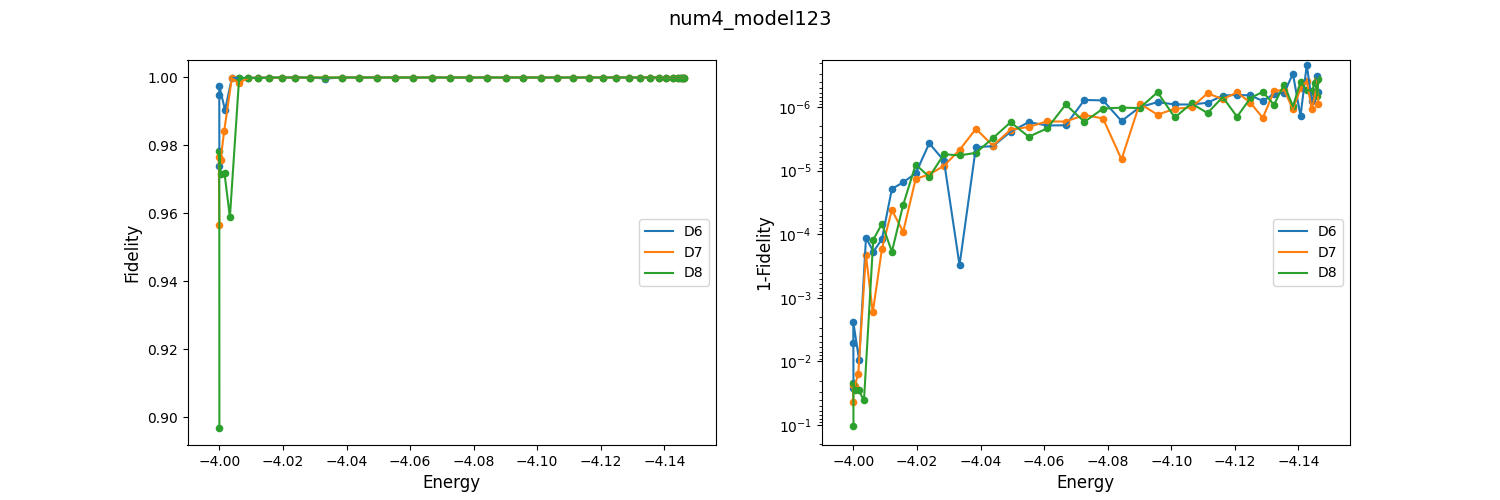 num4_model123
Fidelity
1.00
0.98
0.96
0.94
0.92
0.90
−4.00 −4.02 −4.04 −4.06 −4.08 −4.10 −4.12 −4.14
Energy
D6
D7
D8
1-Fidelity
10−6
10−5
10−4
10−3
10−2
10−1
−4.00 −4.02 −4.04 −4.06 −4.08 −4.10 −4.12 −4.14
Energy
D6
D7
D8